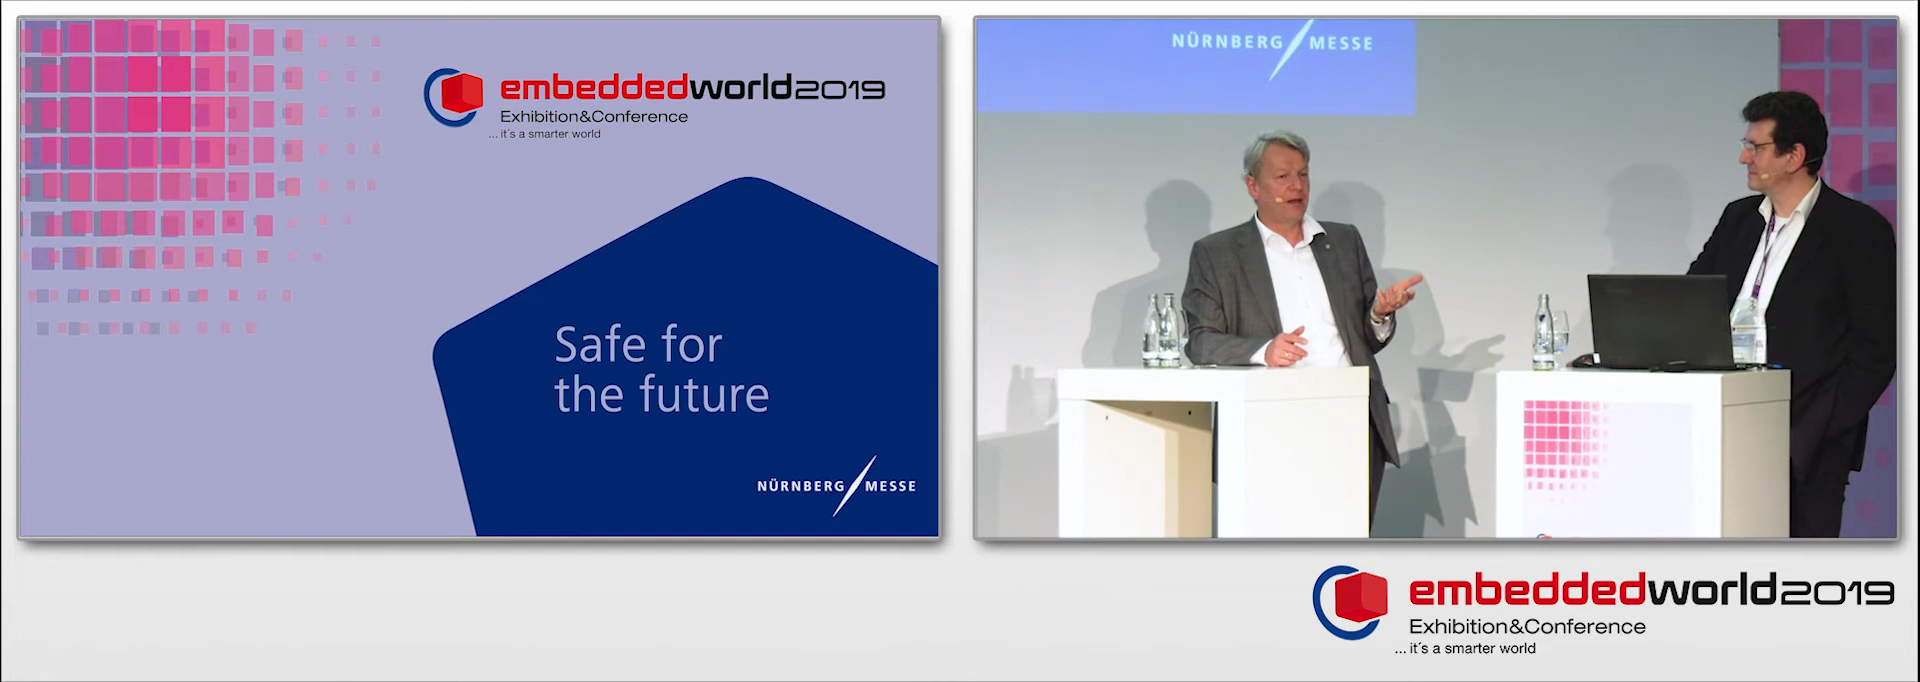 embeddedworld2019
Exhibition&Conference
... it´s a smarter world
Safe for
the future
NÜRNBERG MESSE
NÜRNBERG MESSE
embeddedworld2019
Exhibition&Conference
... it´s a smarter world